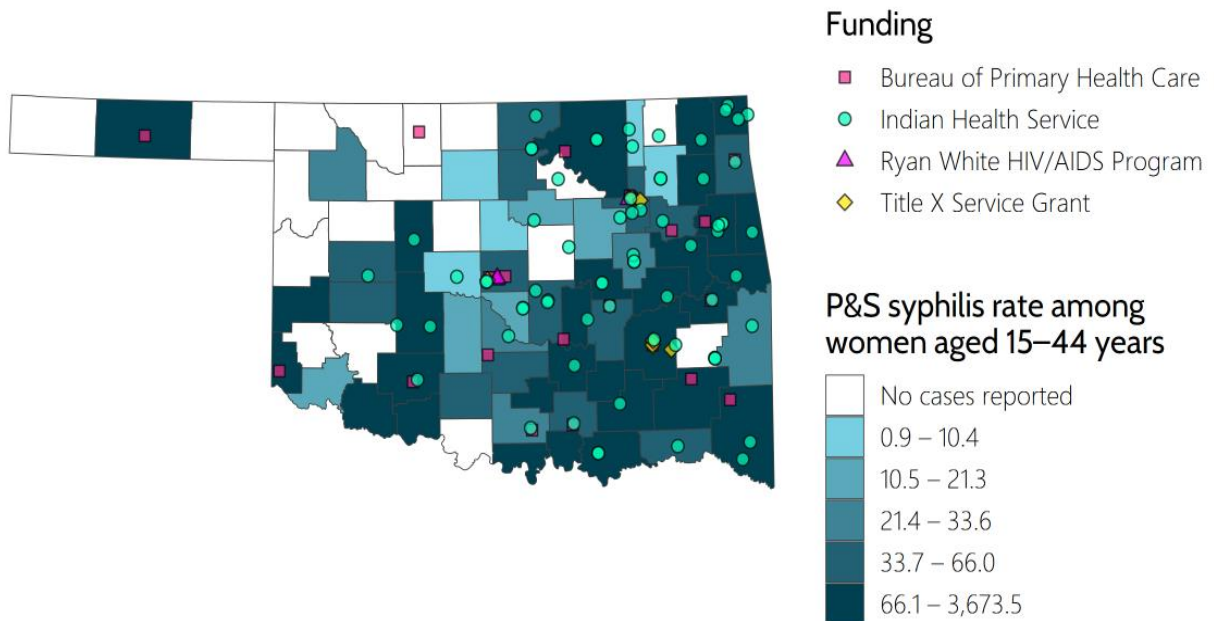 Funding
Bureau of Primary Health Care
Indian Health Service
Ryan White HIV/AIDS Program
Title X Service Grant
P&S syphilis rate among
women aged 15–44 years
No cases reported
0.9 – 10.4
10.5 – 21.3
21.4 – 33.6
33.7 – 66.0
66.1 – 3,673.5